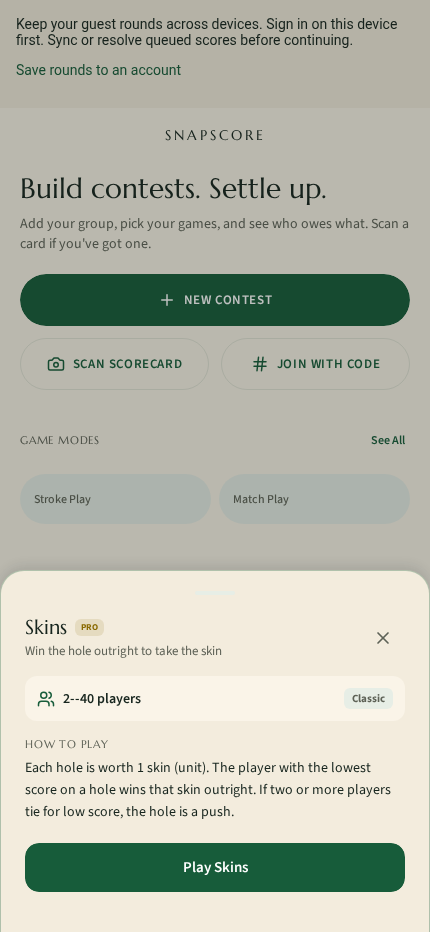 Keep your guest rounds across devices. Sign in on this device
first. Sync or resolve queued scores before continuing.
Save rounds to an account
SNAPSCORE
Build contests. Settle up.
Add your group, pick your games, and see who owes what. Scan a
card if you've got one.
NEW CONTEST
SCAN SCORECARD
JOIN WITH CODE
GAME MODES
See All
Stroke Play
Match Play
Skins PRO
Win the hole outright to take the skin
2--40 players
Classic
HOW TO PLAY
Each hole is worth 1 skin (unit). The player with the lowest
score on a hole wins that skin outright. If two or more players
tie for low score, the hole is a push.
Play Skins